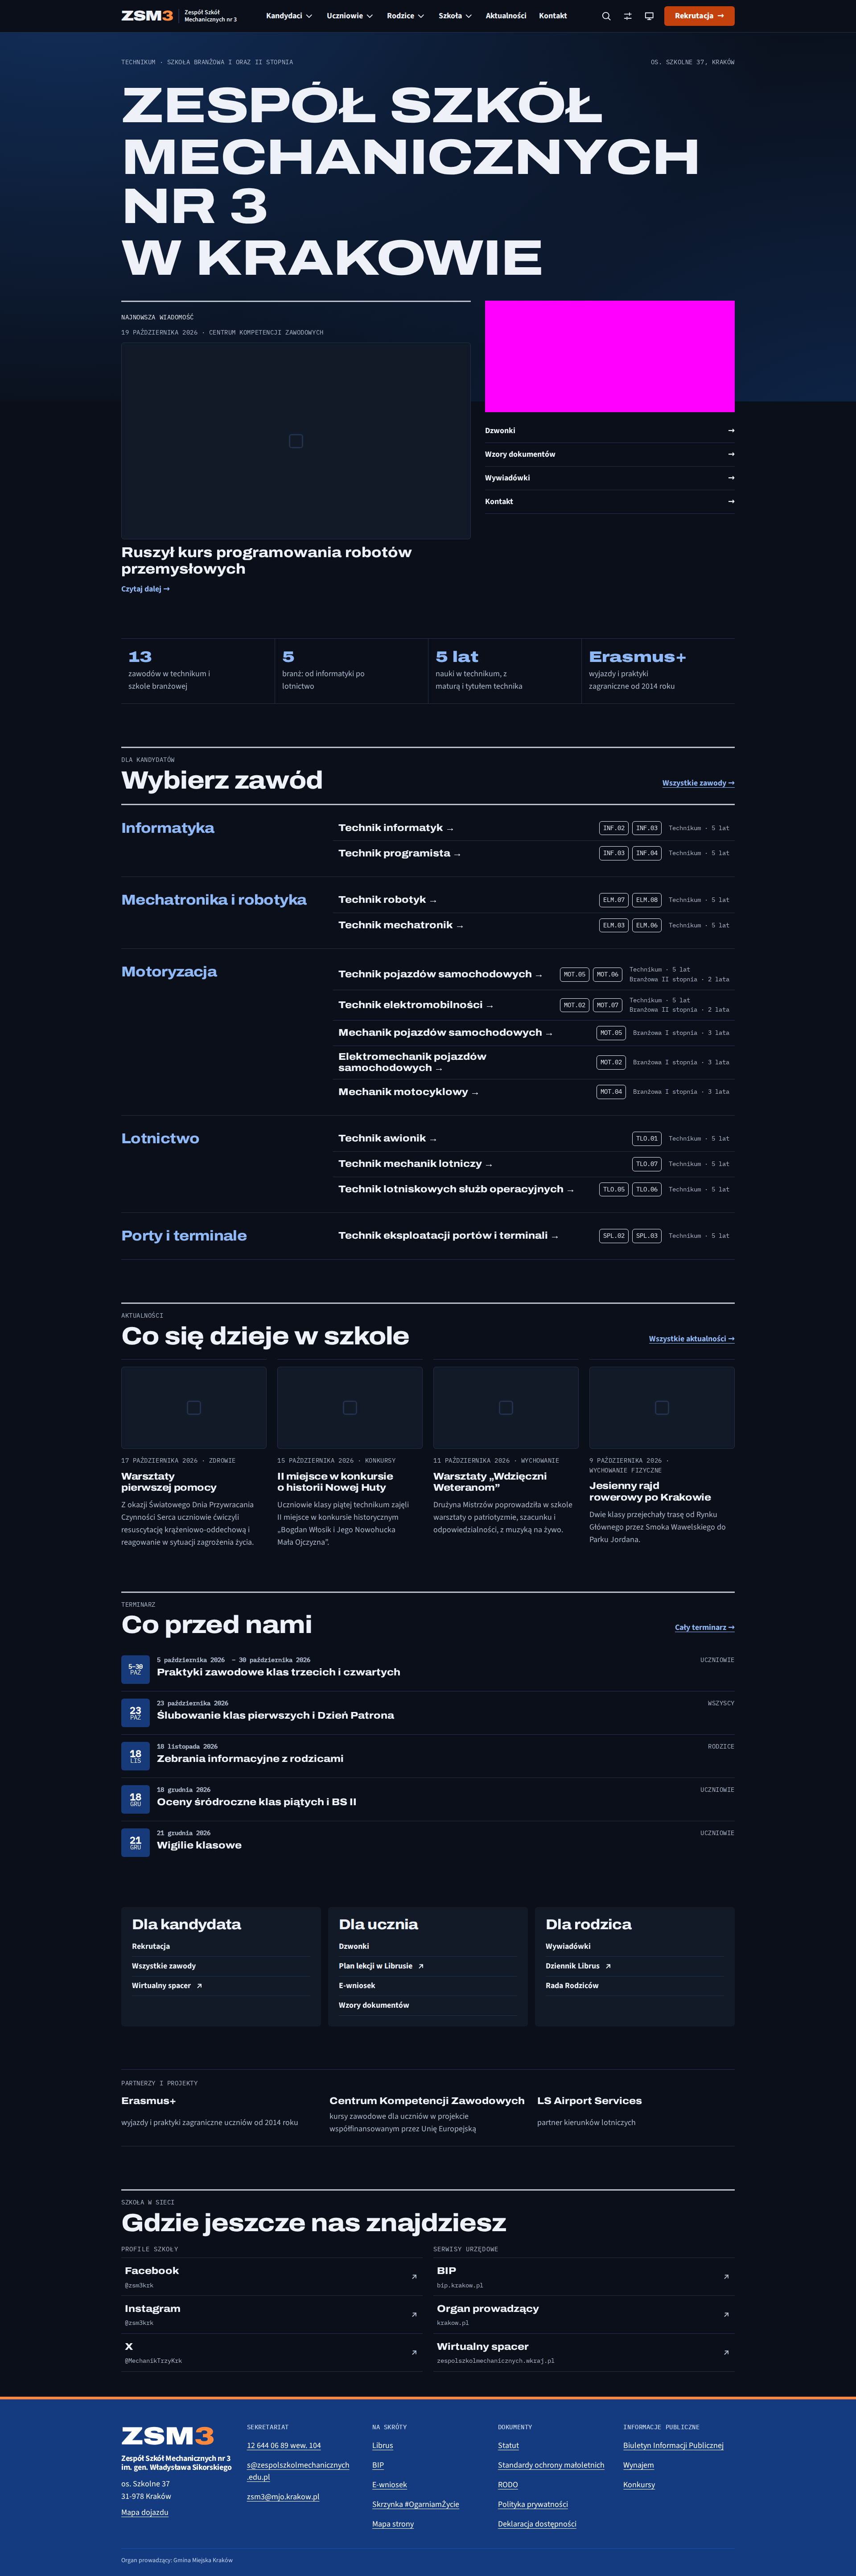 ZSM3
Zespół Szkół
Mechanicznych nr 3
Kandydaci
Uczniowie
Rodzice
Szkoła
Aktualności
Kontakt
Rekrutacja →
TECHNIKUM · SZKOŁA BRANŻOWA I ORAZ II STOPNIA
OS. SZKOLNE 37, KRAKÓW
ZESPÓŁ SZKÓŁ
MECHANICZNYCH
NR 3
W KRAKOWIE
NAJNOWSZA WIADOMOŚĆ
19 PAŹDZIERNIKA 2026 · CENTRUM KOMPETENCJI ZAWODOWYCH
Ruszył kurs programowania robotów
przemysłowych
Czytaj dalej →
Dzwonki →
Wzory dokumentów →
Wywiadówki →
Kontakt →
13
zawodów w technikum i
szkole branżowej
5
branż: od informatyki po
lotnictwo
5 lat
nauki w technikum, z
maturą i tytułem technika
Erasmus+
wyjazdy i praktyki
zagraniczne od 2014 roku
DLA KANDYDATÓW
Wybierz zawód
Wszystkie zawody →
Informatyka
Technik informatyk → INF.02 INF.03 Technikum · 5 lat
Technik programista → INF.03 INF.04 Technikum · 5 lat
Mechatronika i robotyka
Technik robotyk → ELM.07 ELM.08 Technikum · 5 lat
Technik mechatronik → ELM.03 ELM.06 Technikum · 5 lat
Motoryzacja
Technik pojazdów samochodowych → MOT.05 MOT.06 Technikum · 5 lat
Branżowa II stopnia · 2 lata
Technik elektromobilności → MOT.02 MOT.07 Technikum · 5 lat
Branżowa II stopnia · 2 lata
Mechanik pojazdów samochodowych → MOT.05 Branżowa I stopnia · 3 lata
Elektromechanik pojazdów
samochodowych → MOT.02 Branżowa I stopnia · 3 lata
Mechanik motocyklowy → MOT.04 Branżowa I stopnia · 3 lata
Lotnictwo
Technik awionik → TLO.01 Technikum · 5 lat
Technik mechanik lotniczy → TLO.07 Technikum · 5 lat
Technik lotniskowych służb operacyjnych → TLO.05 TLO.06 Technikum · 5 lat
Porty i terminale
Technik eksploatacji portów i terminali → SPL.02 SPL.03 Technikum · 5 lat
AKTUALNOŚCI
Co się dzieje w szkole
Wszystkie aktualności →
17 PAŹDZIERNIKA 2026 · ZDROWIE
Warsztaty
pierwszej pomocy
Z okazji Światowego Dnia Przywracania
Czynności Serca uczniowie ćwiczyli
resuscytację krążeniowo-oddechową i
reagowanie w sytuacji zagrożenia życia.
15 PAŹDZIERNIKA 2026 · KONKURSY
II miejsce w konkursie
o historii Nowej Huty
Uczniowie klasy piątej technikum zajęli
II miejsce w konkursie historycznym
„Bogdan Włosik i Jego Nowohucka
Mała Ojczyzna”.
11 PAŹDZIERNIKA 2026 · WYCHOWANIE
Warsztaty „Wdzięczni
Weteranom”
Drużyna Mistrzów poprowadziła w szkole
warsztaty o patriotyzmie, szacunku i
odpowiedzialności, z muzyką na żywo.
9 PAŹDZIERNIKA 2026 ·
WYCHOWANIE FIZYCZNE
Jesienny rajd
rowerowy po Krakowie
Dwie klasy przejechały trasę od Rynku
Głównego przez Smoka Wawelskiego do
Parku Jordana.
TERMINARZ
Co przed nami
Cały terminarz →
5–30
PAŹ
5 października 2026 – 30 października 2026
Praktyki zawodowe klas trzecich i czwartych
UCZNIOWIE
23
PAŹ
23 października 2026
Ślubowanie klas pierwszych i Dzień Patrona
WSZYSCY
18
LIS
18 listopada 2026
Zebrania informacyjne z rodzicami
RODZICE
18
GRU
18 grudnia 2026
Oceny śródroczne klas piątych i BS II
UCZNIOWIE
21
GRU
21 grudnia 2026
Wigilie klasowe
UCZNIOWIE
Dla kandydata
Rekrutacja
Wszystkie zawody
Wirtualny spacer ↗
Dla ucznia
Dzwonki
Plan lekcji w Librusie ↗
E-wniosek
Wzory dokumentów
Dla rodzica
Wywiadówki
Dziennik Librus ↗
Rada Rodziców
PARTNERZY I PROJEKTY
Erasmus+
wyjazdy i praktyki zagraniczne uczniów od 2014 roku
Centrum Kompetencji Zawodowych
kursy zawodowe dla uczniów w projekcie
współfinansowanym przez Unię Europejską
LS Airport Services
partner kierunków lotniczych
SZKOŁA W SIECI
Gdzie jeszcze nas znajdziesz
PROFILE SZKOŁY
Facebook ↗
@zsm3krk
Instagram ↗
@zsm3krk
X ↗
@MechanikTrzyKrk
SERWISY URZĘDOWE
BIP ↗
bip.krakow.pl
Organ prowadzący ↗
krakow.pl
Wirtualny spacer ↗
zespolszkolmechanicznych.wkraj.pl
ZSM3
Zespół Szkół Mechanicznych nr 3
im. gen. Władysława Sikorskiego
os. Szkolne 37
31-978 Kraków
Mapa dojazdu
SEKRETARIAT
12 644 06 89 wew. 104
s@zespolszkolmechanicznych
.edu.pl
zsm3@mjo.krakow.pl
NA SKRÓTY
Librus
BIP
E-wniosek
Skrzynka #OgarniamŻycie
Mapa strony
DOKUMENTY
Statut
Standardy ochrony małoletnich
RODO
Polityka prywatności
Deklaracja dostępności
INFORMACJE PUBLICZNE
Biuletyn Informacji Publicznej
Wynajem
Konkursy
Organ prowadzący: Gmina Miejska Kraków